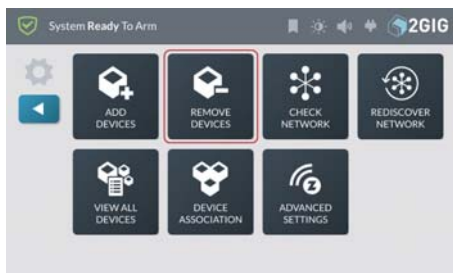 System Ready To Arm
2GIG
ADD
DEVICES
REMOVE
DEVICES
CHECK
NETWORK
REDISCOVER
NETWORK
VIEW ALL
DEVICES
DEVICE
ASSOCIATION
ADVANCED
SETTINGS